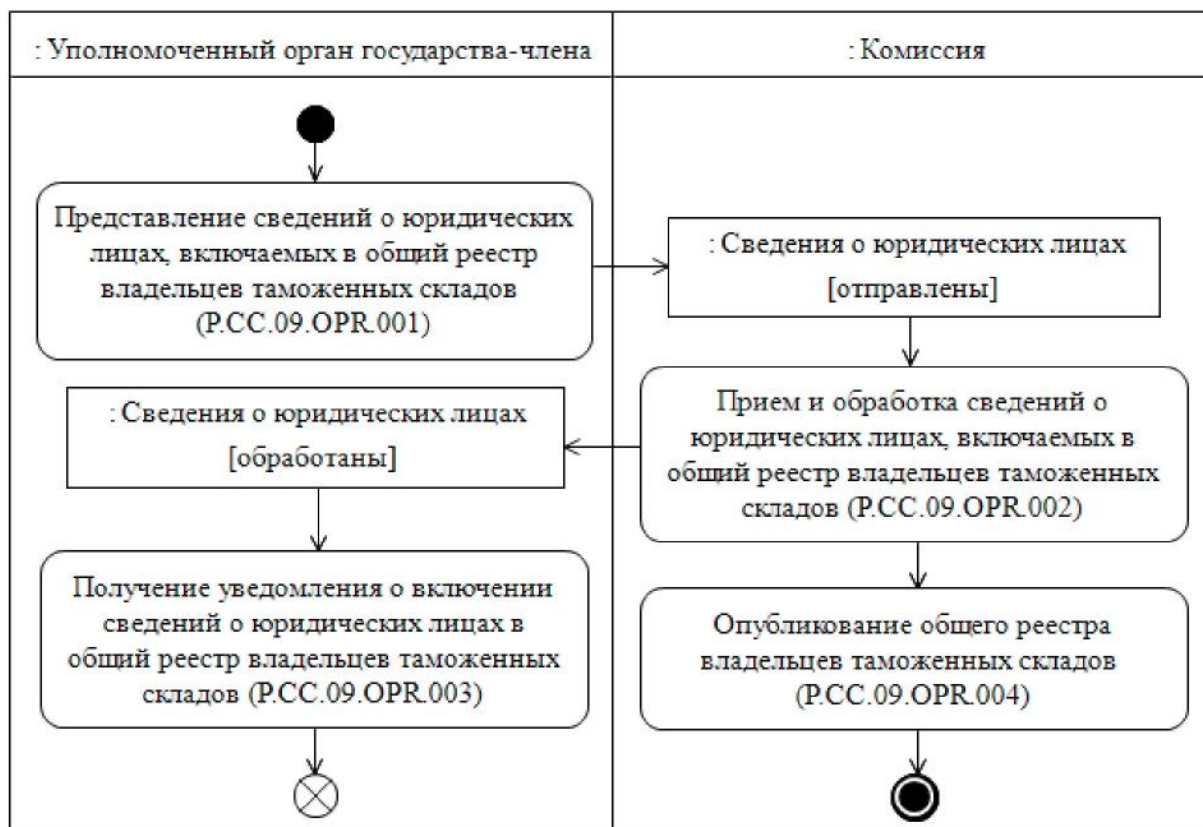 : Уполномоченный орган государства-члена
: Комиссия
Представление сведений о юридических
лицах, включаемых в общий реестр
владельцев таможенных складов
(P.CC.09.OPR.001)
: Сведения о юридических лицах
[отправлены]
Прием и обработка сведений о
юридических лицах, включаемых в
общий реестр владельцев таможенных
складов (P.CC.09.OPR.002)
: Сведения о юридических лицах
[обработаны]
Получение уведомления о включении
сведений о юридических лицах в
общий реестр владельцев таможенных
складов (P.CC.09.OPR.003)
Опубликование общего реестра
владельцев таможенных складов
(P.CC.09.OPR.004)